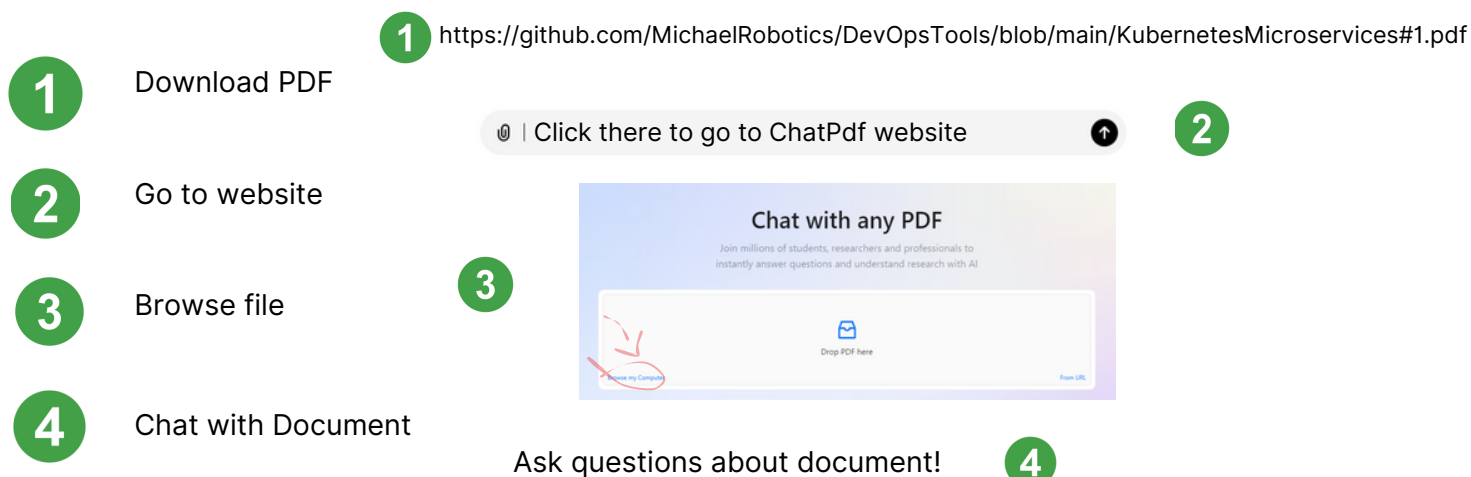 1 https://github.com/MichaelRobotics/DevOpsTools/blob/main/KubernetesMicroservices#1.pdf
1 Download PDF
Click there to go to ChatPdf website 2
2 Go to website
Chat with any PDF
Join millions of students, researchers and professionals to
instantly answer questions and understand research with AI
3 Browse file
3
Drop PDF here
Browse my Computer From URL
4 Chat with Document
Ask questions about document! 4